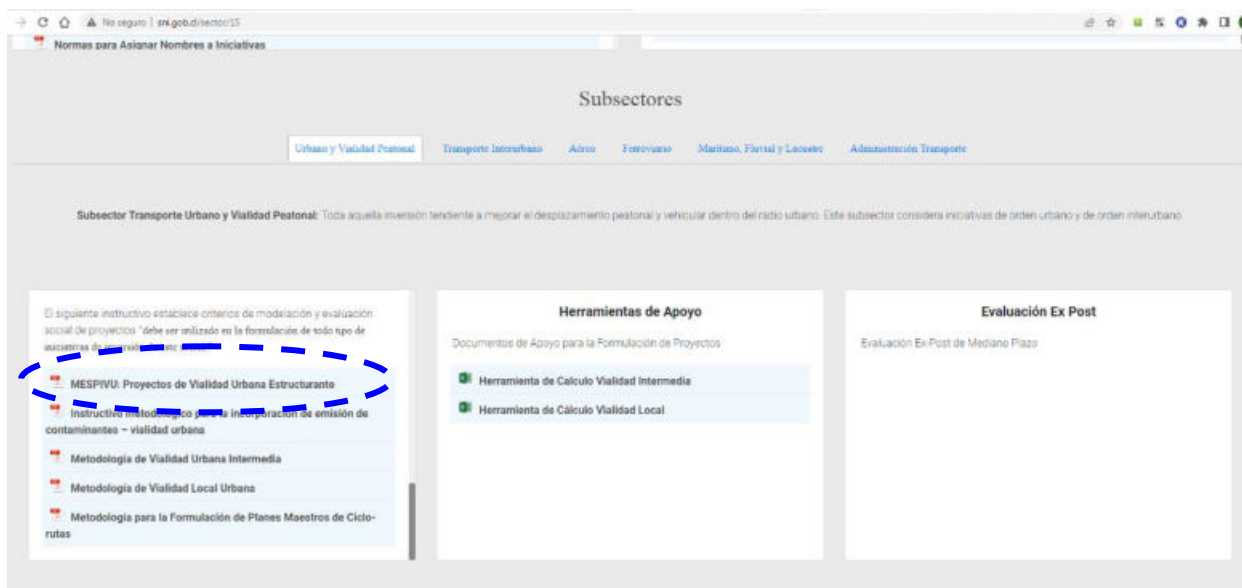 No seguro | sni.gob.cl/sector/15
Normas para Asignar Nombres a Iniciativas
Subsectores
Urbano y Vialidad Peatonal Transporte Interurbano Aéreo Ferroviario Marítimo, Fluvial y Lacustre Administración Transporte
Subsector Transporte Urbano y Vialidad Peatonal: Toda aquella inversión tendiente a mejorar el desplazamiento peatonal y vehicular dentro del radio urbano. Este subsector considera iniciativas de orden urbano y de orden interurbano.
El siguiente instructivo establece criterios de modelación y evaluación
social de proyectos "debe ser utilizado en la formulación de todo tipo de
iniciativas de inversión de este
MESPIVU: Proyectos de Vialidad Urbana Estructurante
Instructivo metodológico para la incorporación de emisión de
contaminantes – vialidad urbana
Metodología de Vialidad Urbana Intermedia
Metodología de Vialidad Local Urbana
Metodología para la Formulación de Planes Maestros de Ciclo-
rutas
Herramientas de Apoyo
Documentos de Apoyo para la Formulación de Proyectos
Herramienta de Calculo Vialidad Intermedia
Herramienta de Cálculo Vialidad Local
Evaluación Ex Post
Evaluación Ex-Post de Mediano Plazo